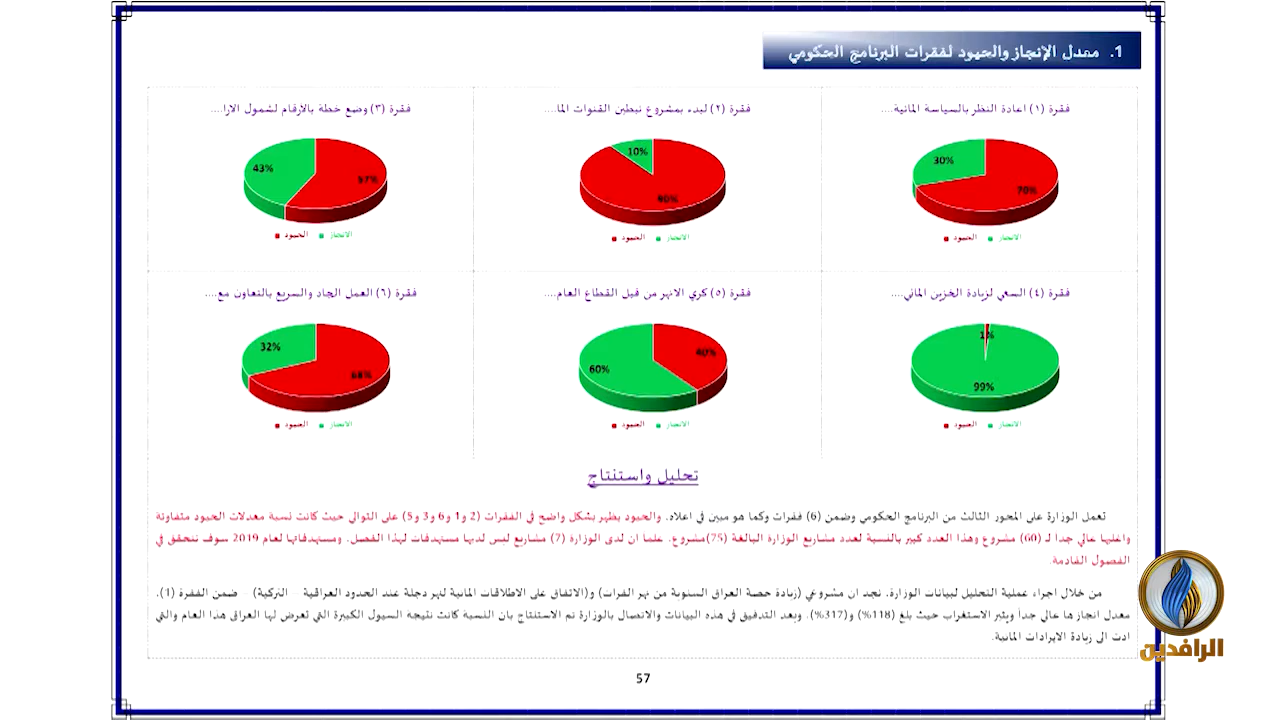 1. معدل الإنجاز والحيود لفقرات البرنامج الحكومي
فقرة (١) اعادة النظر بالسياسة المائية....
30%
70%
الحيود الانجاز
فقرة (٢) لبدء بمشروع تبطين القنوات الما....
10%
90%
الحيود الانجاز
فقرة (٣) وضع خطة بالارقام لشمول الارا....
43%
57%
الحيود الانجاز
فقرة (٤) السعي لزيادة الخزين المائي....
1%
99%
الحيود الانجاز
فقرة (٥) كري الانهر من قبل القطاع العام....
40%
60%
الحيود الانجاز
فقرة (٦) العمل الجاد والسريع بالتعاون مع....
32%
68%
الحيود الانجاز
تحليل واستنتاج
تعمل الوزارة على المحور الثالث من البرنامج الحكومي وضمن (6) فقرات وكما هو مبين في اعلاه. والحيود يظهر بشكل واضح في الفقرات (2 و1 و6 و3 و5) على التوالي حيث كانت نسبة معدلات الحيود متفاوتة
واغلبها عالي جدا لـ (60) مشروع وهذا العدد كبير بالنسبة لعدد مشاريع الوزارة البالغة (75)مشروع. علما ان لدى الوزارة (7) مشاريع ليس لديها مستهدفات لهذا الفصل. ومستهدفاتها لعام 2019 سوف تتحقق في
الفصول القادمة.
من خلال اجراء عملية التحليل لبيانات الوزارة. نجد ان مشروعي (زيادة حصة العراق السنوية من نهر الفرات) و(الاتفاق على الاطلاقات المائية لنهر دجلة عند الحدود العراقية – التركية) – ضمن الفقرة (1).
معدل انجازها عالي جداً ويثير الاستغراب حيث بلغ (118%) و(317%). وبعد التدقيق في هذه البيانات والاتصال بالوزارة تم الاستنتاج بان النسبة كانت نتيجة السيول الكبيرة التي تعرض لها العراق هذا العام والتي
ادت الى زيادة الايرادات المائية.
57
الرافدين